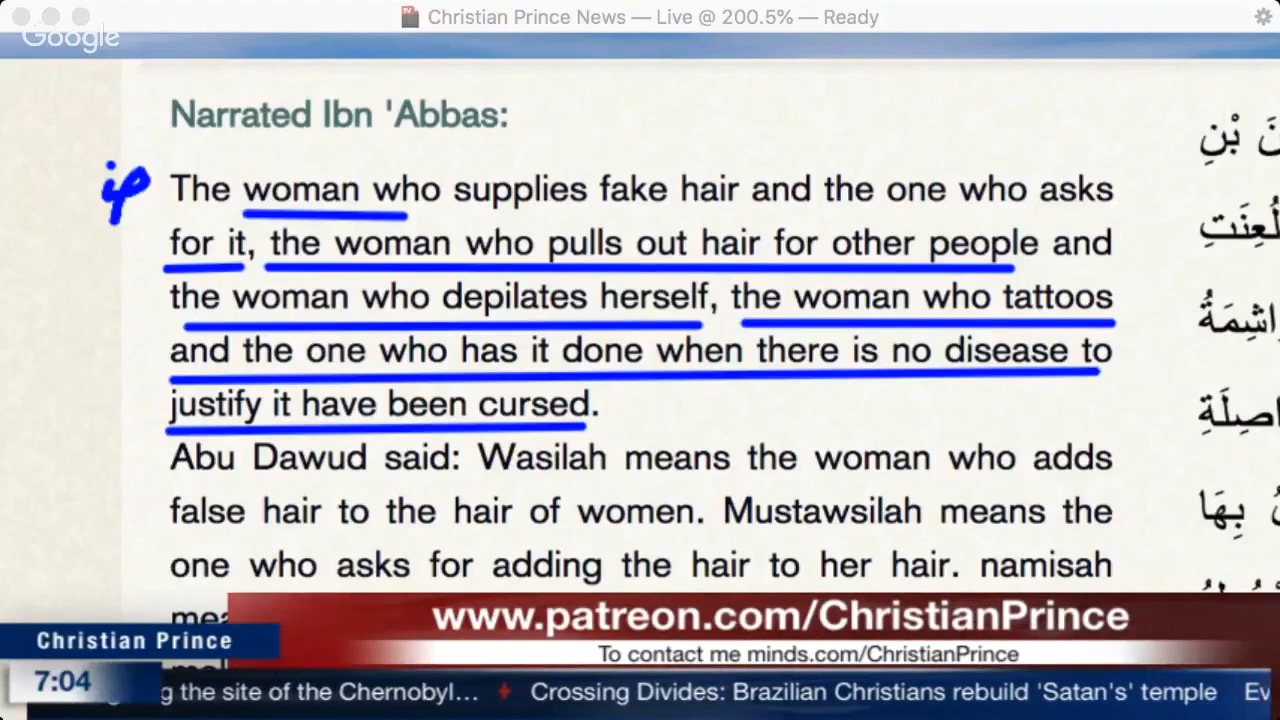 Christian Prince News — Live @ 200.5% — Ready
Google
Narrated Ibn 'Abbas:
The woman who supplies fake hair and the one who asks
for it, the woman who pulls out hair for other people and
the woman who depilates herself, the woman who tattoos
and the one who has it done when there is no disease to
justify it have been cursed.
Abu Dawud said: Wasilah means the woman who adds
false hair to the hair of women. Mustawsilah means the
one who asks for adding the hair to her hair. namisah
نَ بْنِ
لُعِنَتِ
www.patreon.com/ChristianPrince
To contact me minds.com/ChristianPrince
Christian Prince
7:04
g the site of the Chernobyl... Crossing Divides: Brazilian Christians rebuild 'Satan's' temple Ev